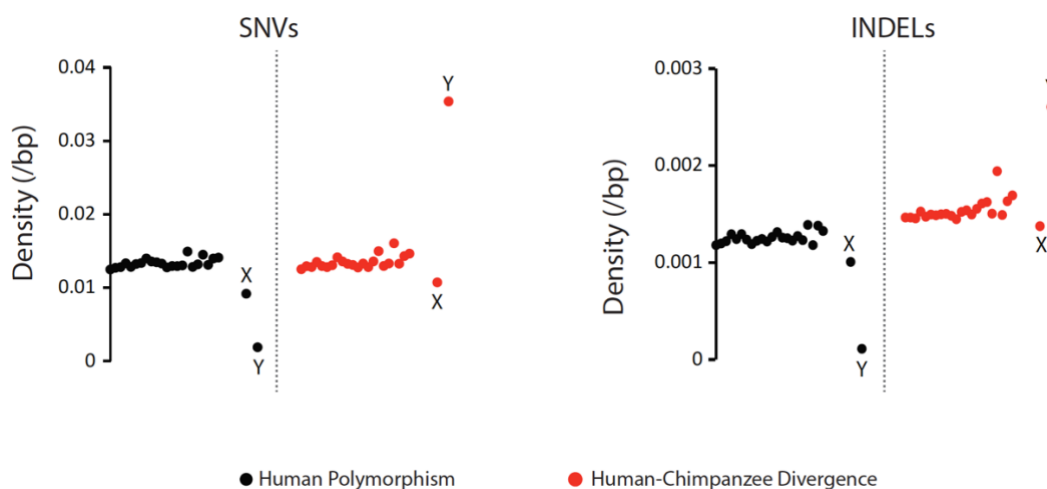 SNVs
INDELs
Density (/bp)
0.04
0.03
0.02
0.01
0
X
Y
Y
X
Density (/bp)
0.003
0.002
0.001
0
X
Y
X
Human Polymorphism
Human-Chimpanzee Divergence